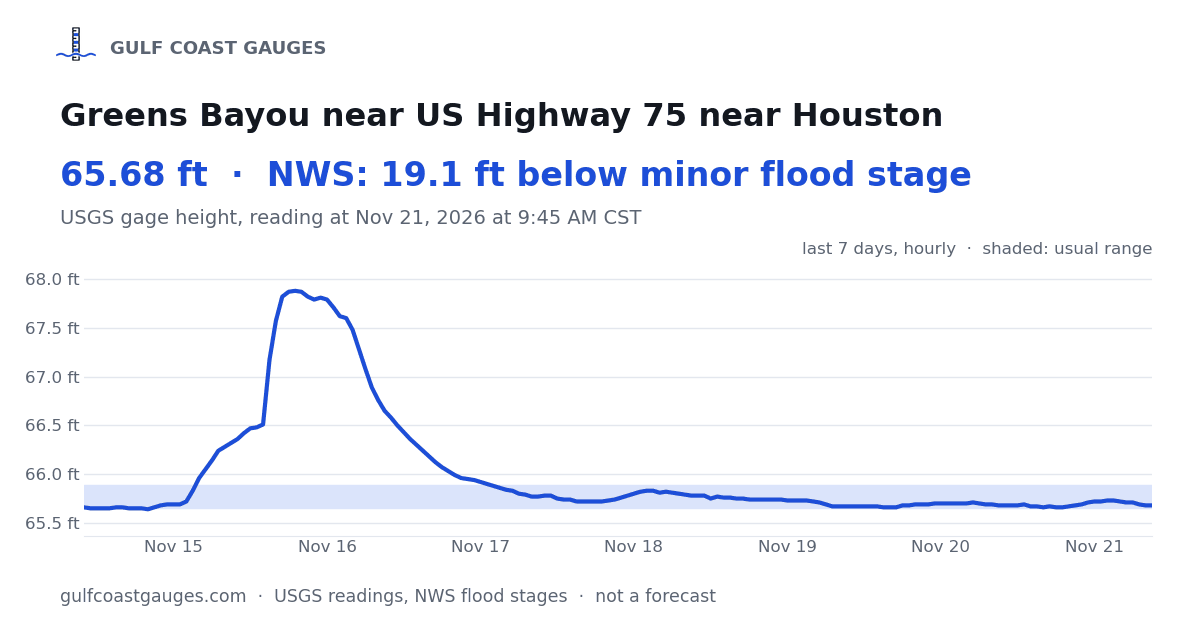 GULF COAST GAUGES
Greens Bayou near US Highway 75 near Houston
65.68 ft · NWS: 19.1 ft below minor flood stage
USGS gage height, reading at Nov 21, 2026 at 9:45 AM CST
last 7 days, hourly · shaded: usual range
68.0 ft
67.5 ft
67.0 ft
66.5 ft
66.0 ft
65.5 ft
Nov 15 Nov 16 Nov 17 Nov 18 Nov 19 Nov 20 Nov 21
gulfcoastgauges.com · USGS readings, NWS flood stages · not a forecast